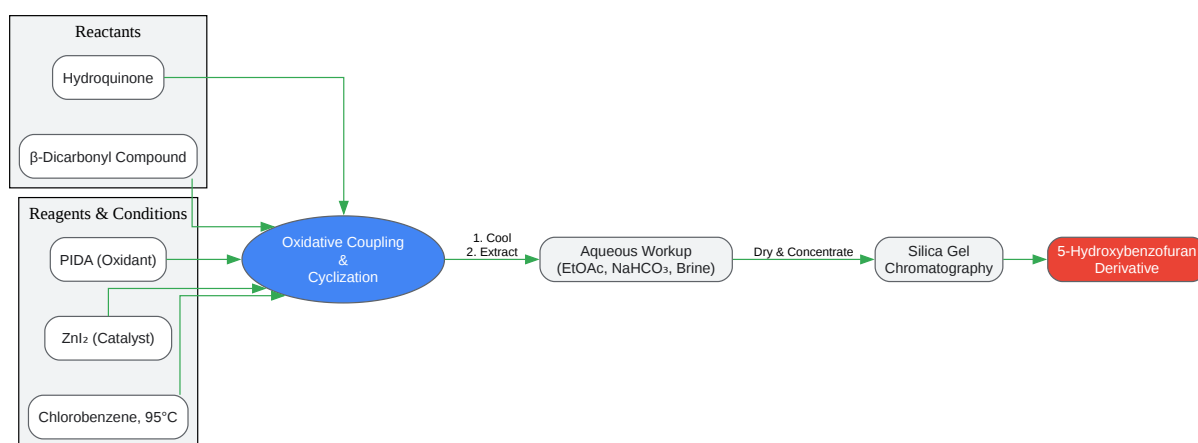 Reactants
Hydroquinone
β-Dicarbonyl Compound
Reagents & Conditions
PIDA (Oxidant)
ZnI₂ (Catalyst)
Chlorobenzene, 95°C
Oxidative Coupling
&
Cyclization
1. Cool
2. Extract
Aqueous Workup
(EtOAc, NaHCO₃, Brine)
Dry & Concentrate
Silica Gel
Chromatography
5-Hydroxybenzofuran
Derivative